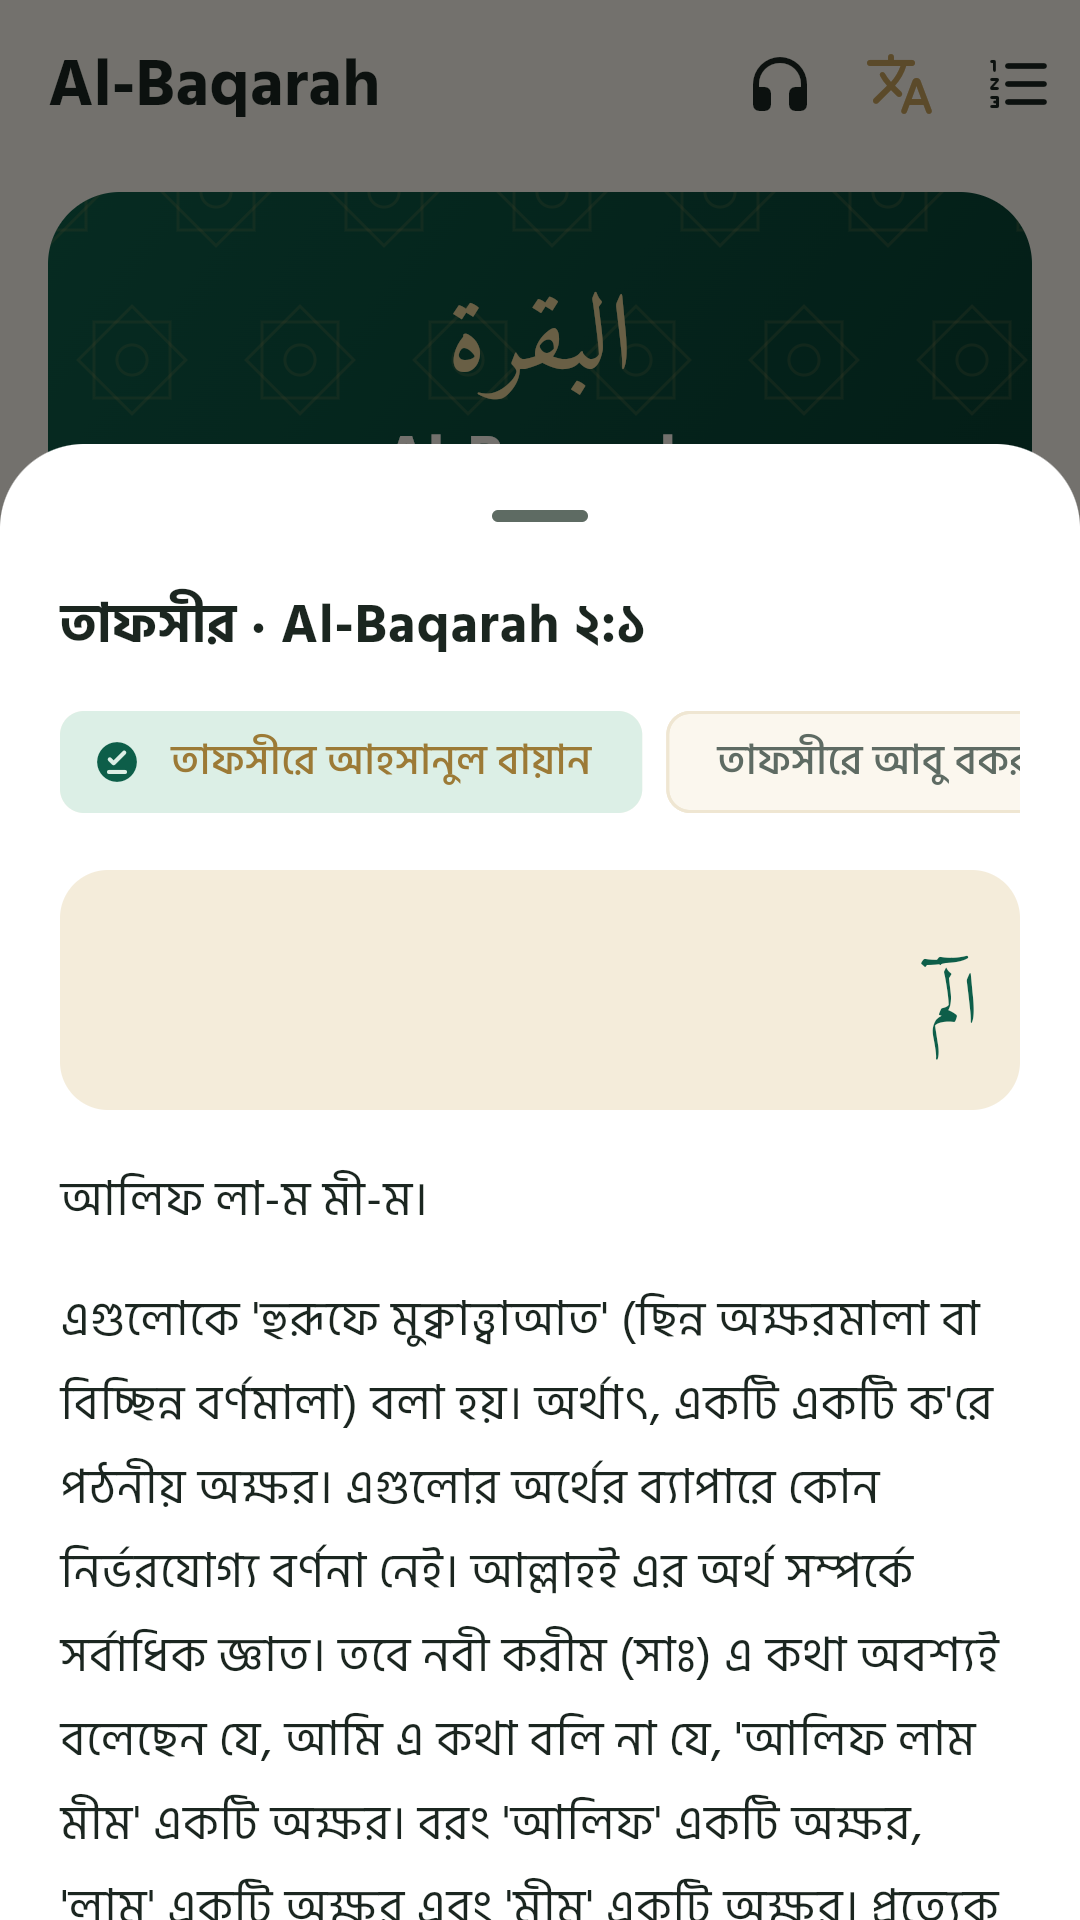 Al-Baqarah
البقرة
তাফসীর · Al-Baqarah ২:১
তাফসীরে আহসানুল বায়ান
তাফসীরে আবু বকর
الٓمٓ
আলিফ লা-ম মী-ম।
এগুলোকে 'হুরূফে মুক্বাত্ত্বাআত' (ছিন্ন অক্ষরমালা বা
বিচ্ছিন্ন বর্ণমালা) বলা হয়। অর্থাৎ, একটি একটি ক'রে
পঠনীয় অক্ষর। এগুলোর অর্থের ব্যাপারে কোন
নির্ভরযোগ্য বর্ণনা নেই। আল্লাহই এর অর্থ সম্পর্কে
সর্বাধিক জ্ঞাত। তবে নবী করীম (সাঃ) এ কথা অবশ্যই
বলেছেন যে, আমি এ কথা বলি না যে, 'আলিফ লাম
মীম' একটি অক্ষর। বরং 'আলিফ' একটি অক্ষর,
'লাম' একটি অক্ষর এবং 'মীম' একটি অক্ষর। প্রত্যেক